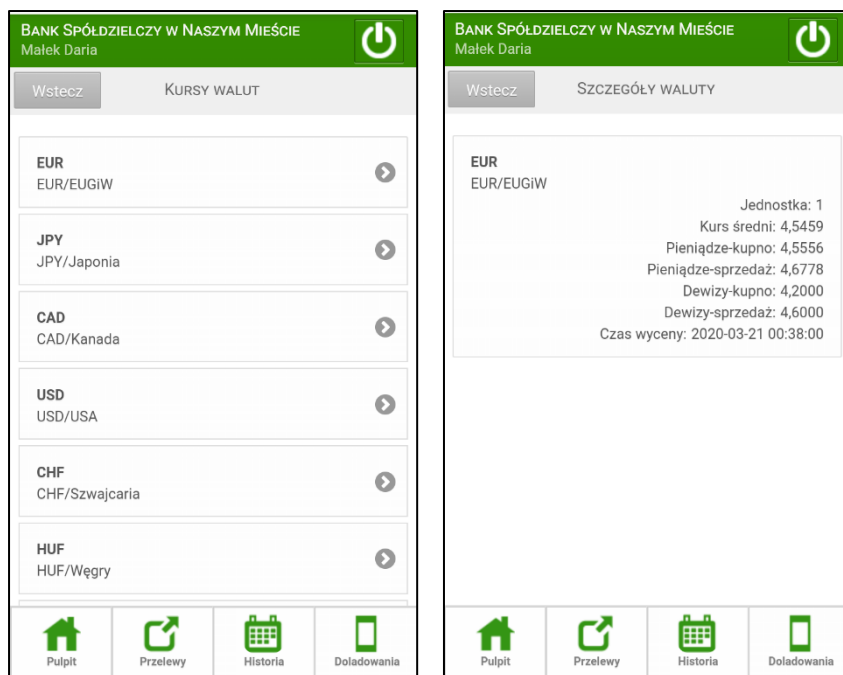 BANK SPÓŁDZIELCZY W NASZYM MIEŚCIE
Małek Daria
Wstecz
KURSY WALUT
EUR
EUR/EUGiW
JPY
JPY/Japonia
CAD
CAD/Kanada
USD
USD/USA
CHF
CHF/Szwajcaria
HUF
HUF/Węgry
Pulpit
Przelewy
Historia
Doladowania
BANK SPÓŁDZIELCZY W NASZYM MIEŚCIE
Małek Daria
Wstecz
SZCZEGÓŁY WALUTY
EUR
EUR/EUGiW
Jednostka: 1
Kurs średni: 4,5459
Pieniądze-kupno: 4,5556
Pieniądze-sprzedaż: 4,6778
Dewizy-kupno: 4,2000
Dewizy-sprzedaż: 4,6000
Czas wyceny: 2020-03-21 00:38:00
Pulpit
Przelewy
Historia
Doladowania